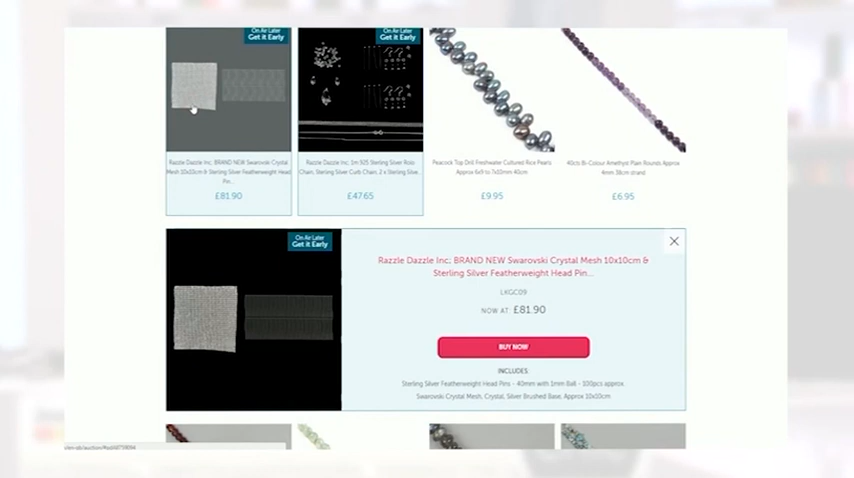 On Air Later
Get it Early
On Air Later
Get it Early
Razzle Dazzle Inc; BRAND NEW Swarovski Crystal
Mesh 10x10cm & Sterling Silver Featherweight Head
Pin...
£81.90
Razzle Dazzle Inc; 1m 925 Sterling Silver Rolo
Chain, Sterling Silver Curb Chain, 2 x Sterling Silve...
£47.65
Peacock Top Drill Freshwater Cultured Rice Pearls
Approx 6x9 to 7x10mm 40cm
£9.95
40cts Bi-Colour Amethyst Plain Rounds Approx
4mm 38cm strand
£6.95
On Air Later
Get it Early
Razzle Dazzle Inc; BRAND NEW Swarovski Crystal Mesh 10x10cm &
Sterling Silver Featherweight Head Pin...
LKGC09
NOW AT £81.90
BUY NOW
INCLUDES:
Sterling Silver Featherweight Head Pins - 40mm with 1mm Ball - 100pcs approx.
Swarovski Crystal Mesh, Crystal, Silver Brushed Base, Approx 10x10cm